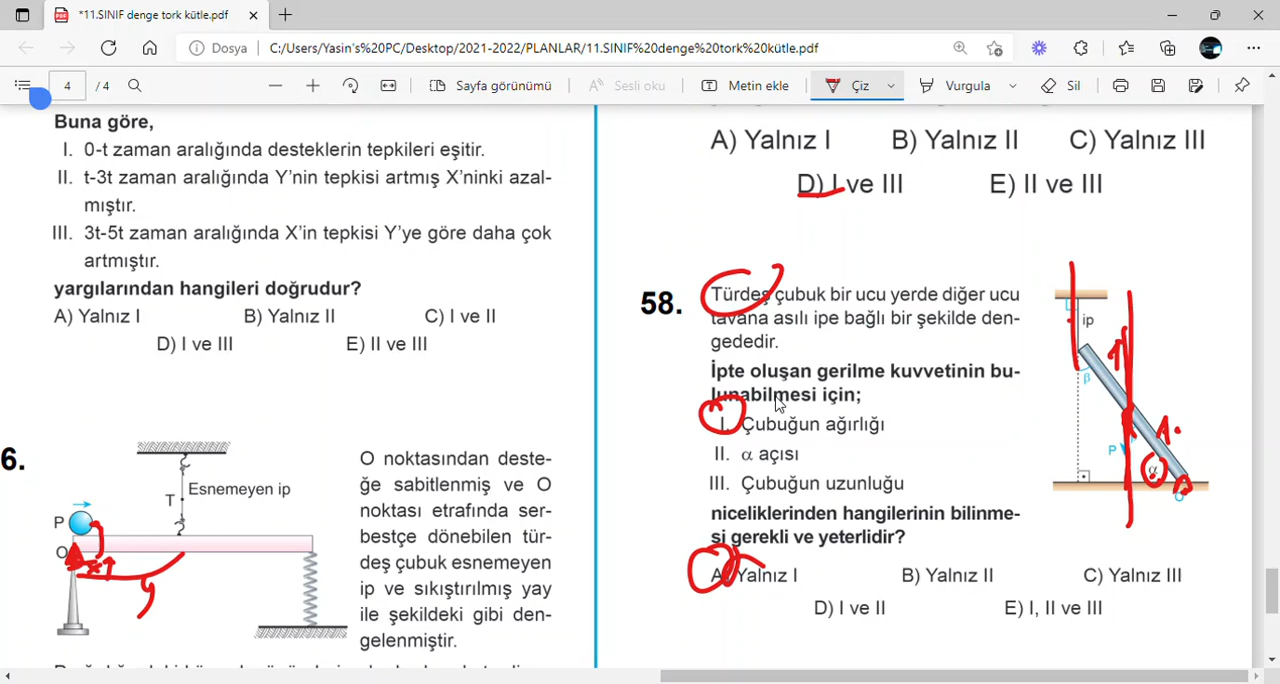 *11.SINIF denge tork kütle.pdf
Dosya
C:/Users/Yasin's%20PC/Desktop/2021-2022/PLANLAR/11.SINIF%20denge%20tork%20kütle.pdf
4 / 4
Sayfa görünümü
Sesli oku
Metin ekle
Çiz
Vurgula
Sil
Buna göre,
I. 0-t zaman aralığında desteklerin tepkileri eşitir.
II. t-3t zaman aralığında Y'nin tepkisi artmış X'ninki azal-
mıştır.
III. 3t-5t zaman aralığında X'in tepkisi Y'ye göre daha çok
artmıştır.
yargılarından hangileri doğrudur?
A) Yalnız I B) Yalnız II C) I ve II
D) I ve III E) II ve III
6.
Esnemeyen ip
T
P
O
x
y
O noktasından deste-
ğe sabitlenmiş ve O
noktası etrafında ser-
bestçe dönebilen tür-
deş çubuk esnemeyen
ip ve sıkıştırılmış yay
ile şekildeki gibi den-
gelenmiştir.
A) Yalnız I B) Yalnız II C) Yalnız III
D) I ve III E) II ve III
58.
Türdeş çubuk bir ucu yerde diğer ucu
tavana asılı ipe bağlı bir şekilde den-
gededir.
İpte oluşan gerilme kuvvetinin bu-
lunabilmesi için;
I. Çubuğun ağırlığı
II. α açısı
III. Çubuğun uzunluğu
niceliklerinden hangilerinin bilinme-
si gerekli ve yeterlidir?
A) Yalnız I B) Yalnız II C) Yalnız III
D) I ve II E) I, II ve III
ip
β
P
α
O